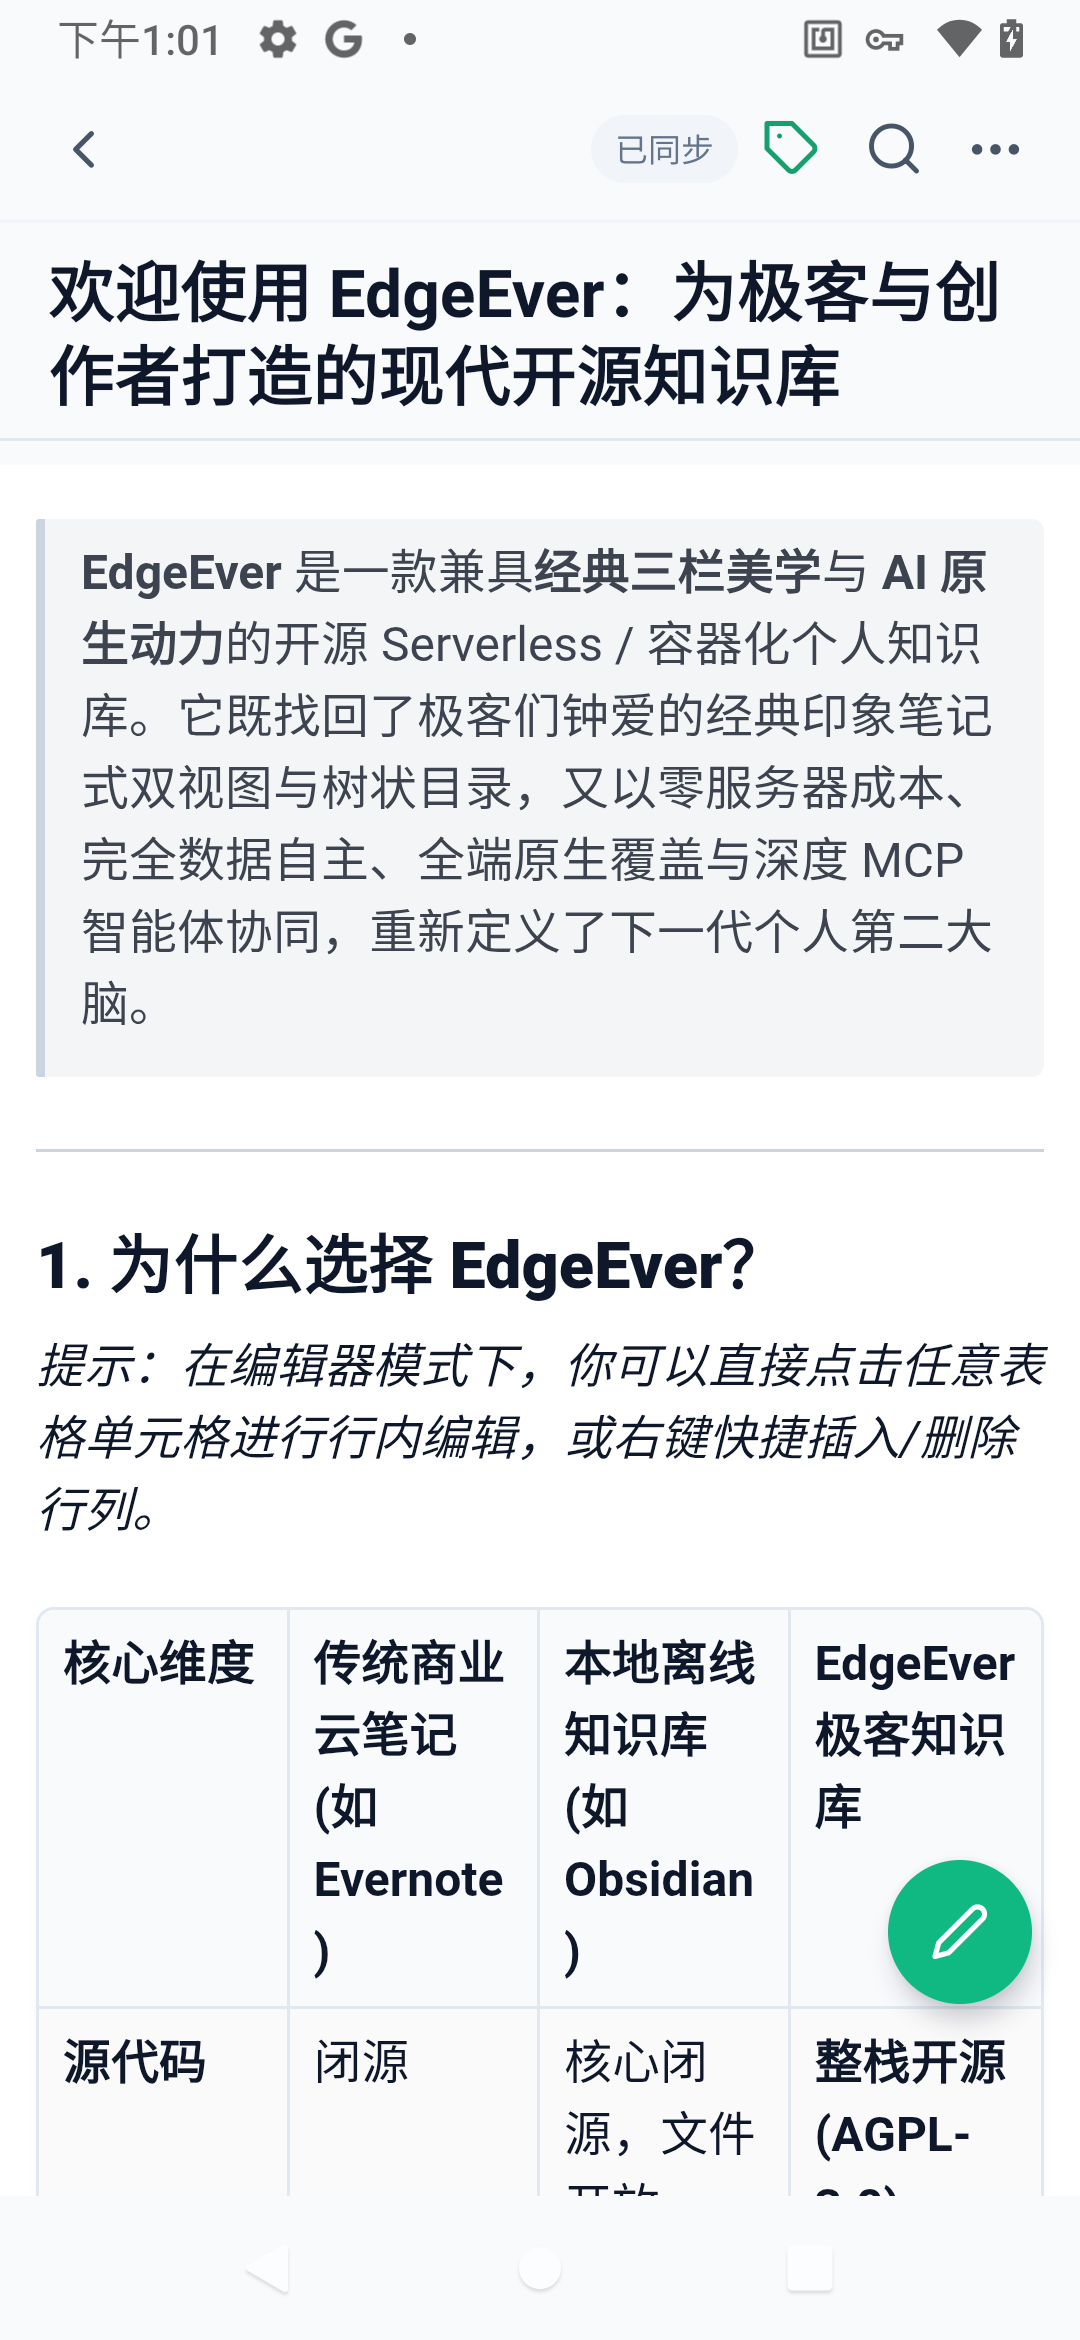 下午1:01
已同步
欢迎使用 EdgeEver：为极客与创
作者打造的现代开源知识库
EdgeEver 是一款兼具经典三栏美学与 AI 原
生动力的开源 Serverless / 容器化个人知识
库。它既找回了极客们钟爱的经典印象笔记
式双视图与树状目录，又以零服务器成本、
完全数据自主、全端原生覆盖与深度 MCP
智能体协同，重新定义了下一代个人第二大
脑。
1. 为什么选择 EdgeEver？
提示：在编辑器模式下，你可以直接点击任意表
格单元格进行行内编辑，或右键快捷插入/删除
行列。
核心维度
传统商业
云笔记
(如
Evernote
)
本地离线
知识库
(如
Obsidian
)
EdgeEver
极客知识
库
源代码
闭源
核心闭
源，文件
整栈开源
(AGPL-